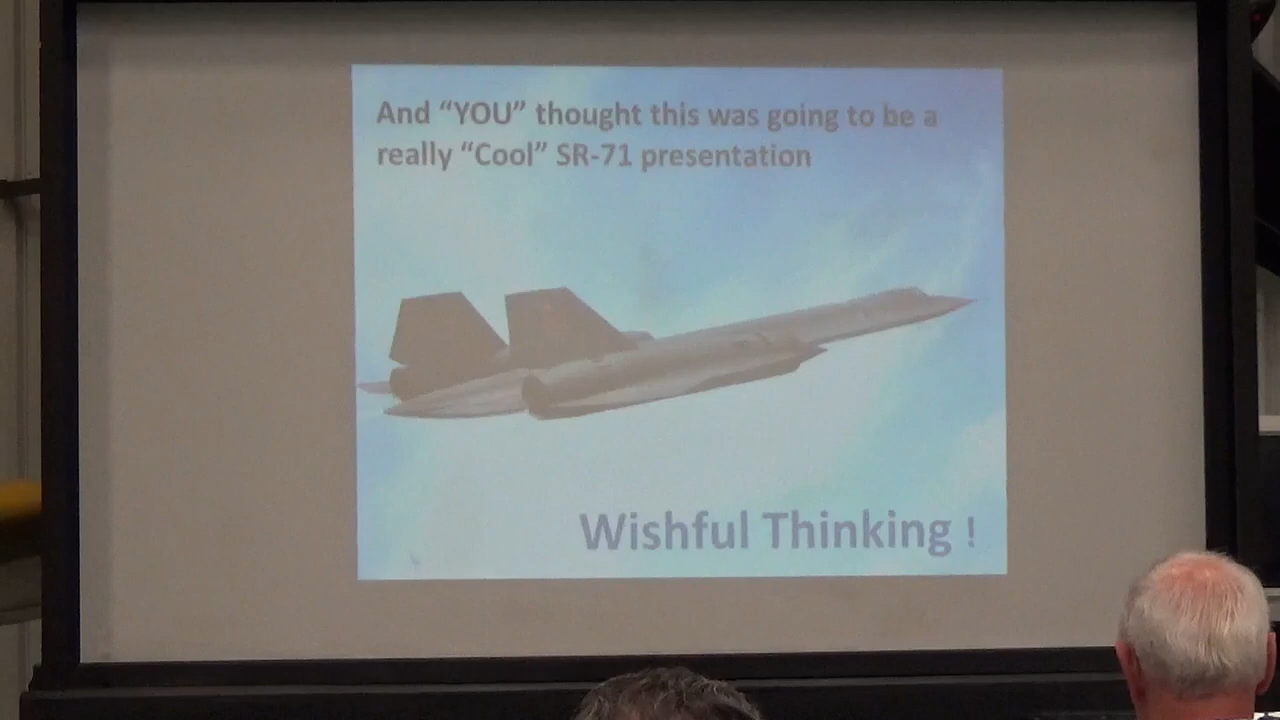 And “YOU” thought this was going to be a
really “Cool” SR-71 presentation
Wishful Thinking !